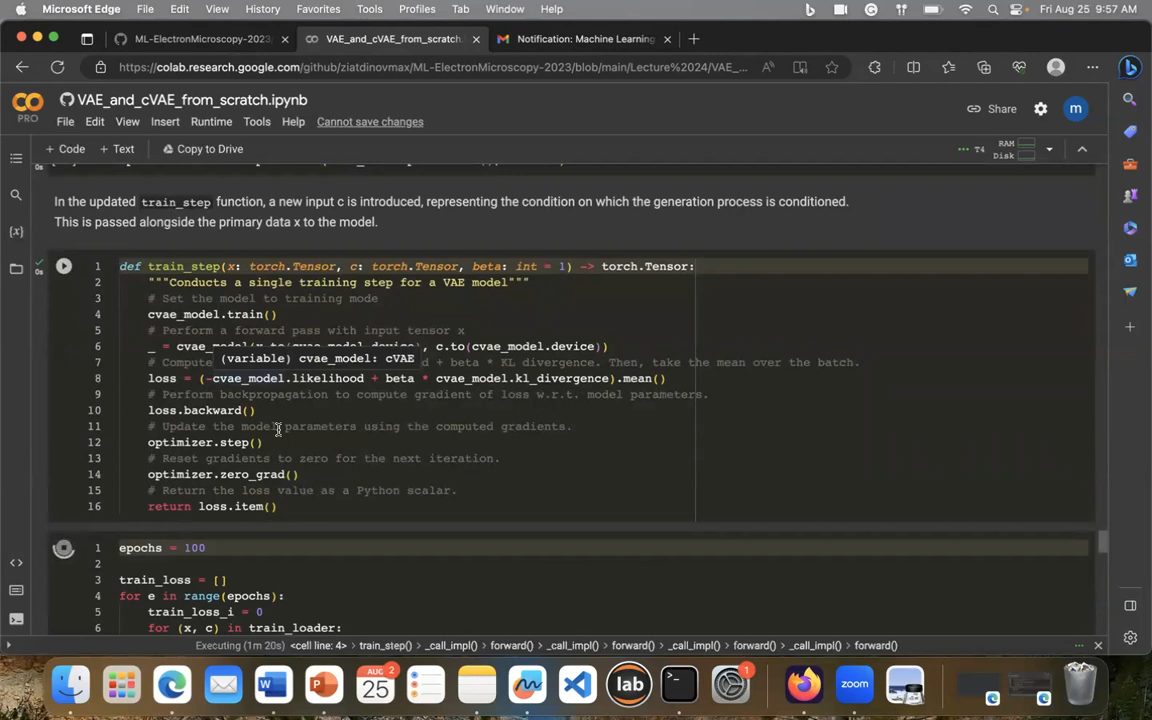 Microsoft Edge File Edit View History Favorites Tools Profiles Tab Window Help Fri Aug 25 9:57 AM
ML-ElectronMicroscopy-2023/ VAE_and_cVAE_from_scratch. Notification: Machine Learning
https://colab.research.google.com/github/ziatdinovmax/ML-ElectronMicroscopy-2023/blob/main/Lecture%2024/VAE_...
VAE_and_cVAE_from_scratch.ipynb
PRO
File Edit View Insert Runtime Tools Help Cannot save changes
Share
m
+ Code + Text Copy to Drive
T4 RAM
Disk
0s
In the updated train_step function, a new input c is introduced, representing the condition on which the generation process is conditioned.
This is passed alongside the primary data x to the model.
0s
1 def train_step(x: torch.Tensor, c: torch.Tensor, beta: int = 1) -> torch.Tensor:
2 """Conducts a single training step for a VAE model"""
3 # Set the model to training mode
4 cvae_model.train()
5 # Perform a forward pass with input tensor x
6 _ = cvae_model(x.to(cvae_model.device), c.to(cvae_model.device))
(variable) cvae_model: cVAE
7 # Compute d + beta * KL divergence. Then, take the mean over the batch.
8 loss = (-cvae_model.likelihood + beta * cvae_model.kl_divergence).mean()
9 # Perform backpropagation to compute gradient of loss w.r.t. model parameters.
10 loss.backward()
11 # Update the model parameters using the computed gradients.
12 optimizer.step()
13 # Reset gradients to zero for the next iteration.
14 optimizer.zero_grad()
15 # Return the loss value as a Python scalar.
16 return loss.item()
1 epochs = 100
2
3 train_loss = []
4 for e in range(epochs):
5 train_loss_i = 0
6 for (x, c) in train_loader:
Executing (1m 20s) <cell line: 4> train_step() _call_impl() forward() _call_impl() forward() _call_impl() forward() _call_impl() forward()
AUG
25
2
lab
1
zoom